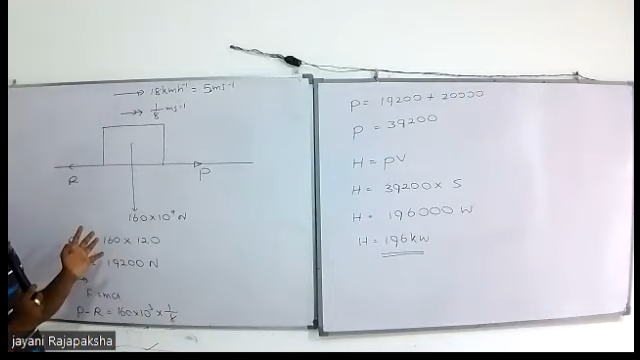 18kmh⁻¹ = 5ms⁻¹
1/8 ms⁻¹
R
P
160×10⁴N
160 × 120
19200 N
F = ma
P - R = 160×10³ × 1/8
P = 19200 + 20000
P = 39200
H = PV
H = 39200 × 5
H = 196000 W
H = 196kW
jayani Rajapaksha